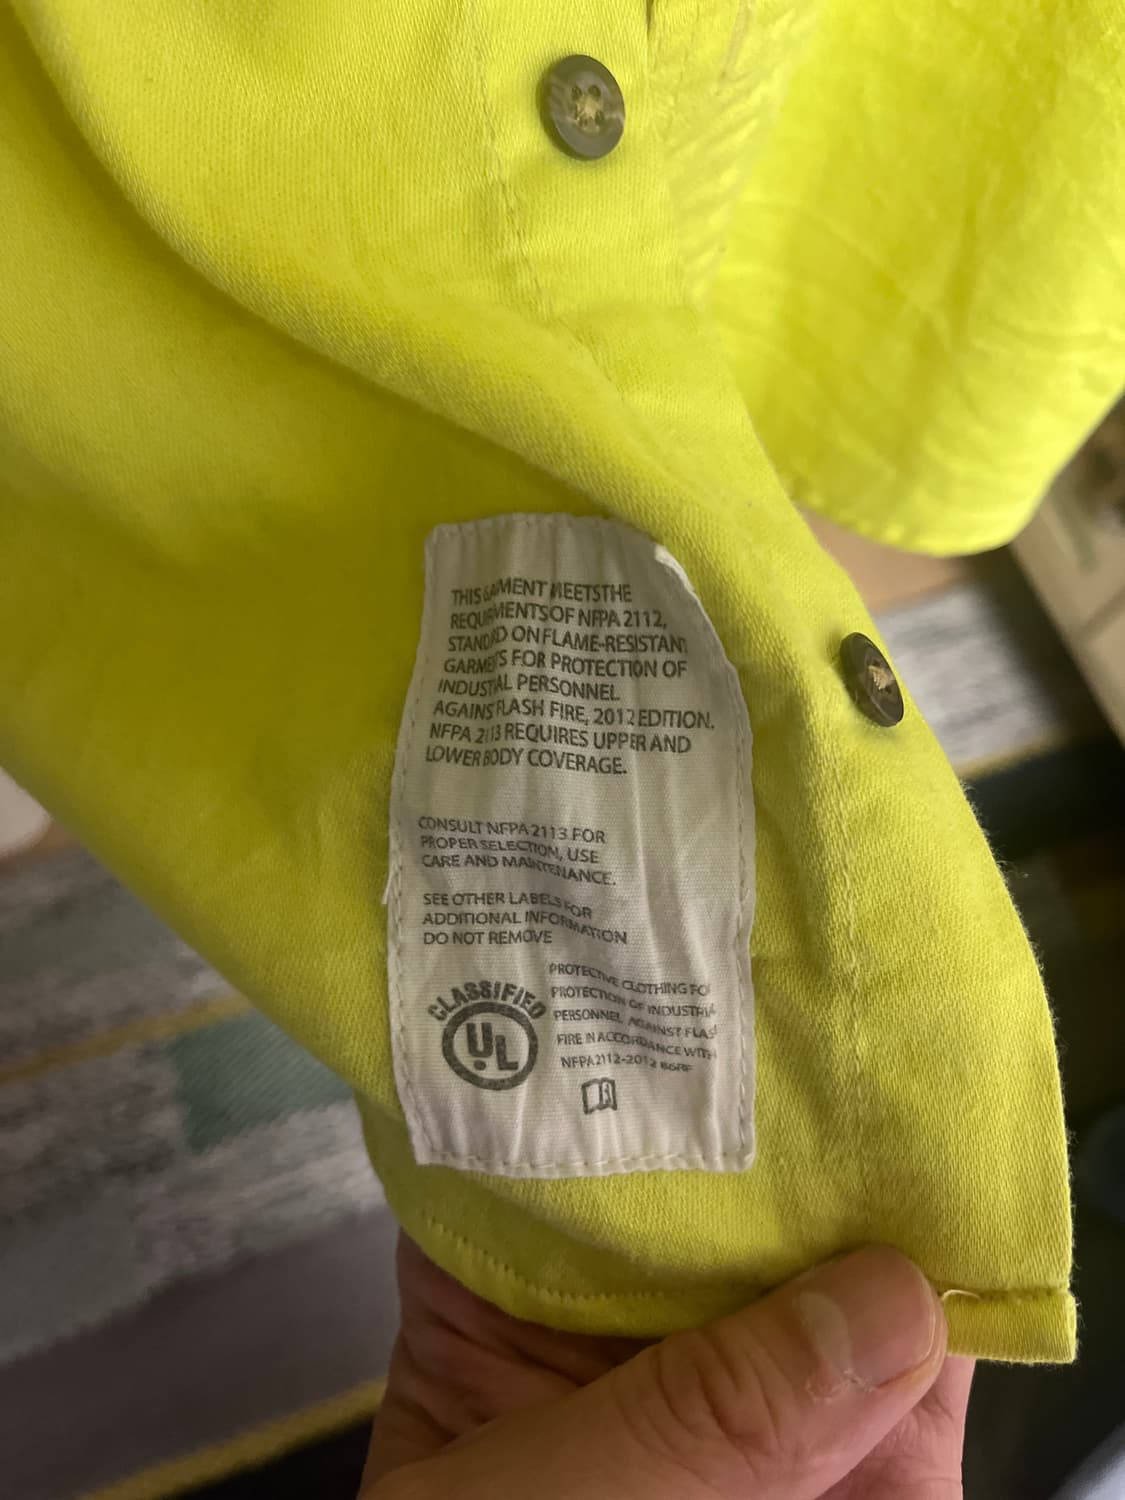 THIS GARMENT MEETS THE
REQUIRMENTS OF NFPA 2112,
STANDARD ON FLAME-RESISTANT
GARMENTS FOR PROTECTION OF
INDUSTRIAL PERSONNEL
AGAINST FLASH FIRE, 2012 EDITION.
NFPA 2113 REQUIRES UPPER AND
LOWER BODY COVERAGE.
CONSULT NFPA 2113 FOR
PROPER SELECTION, USE
CARE AND MAINTENANCE.
SEE OTHER LABELS FOR
ADDITIONAL INFORMATION
DO NOT REMOVE
CLASSIFIED
UL
PROTECTIVE CLOTHING FOR
PROTECTION OF INDUSTRIAL
PERSONNEL AGAINST FLASH
FIRE IN ACCORDANCE WITH
NFPA 2112-2012